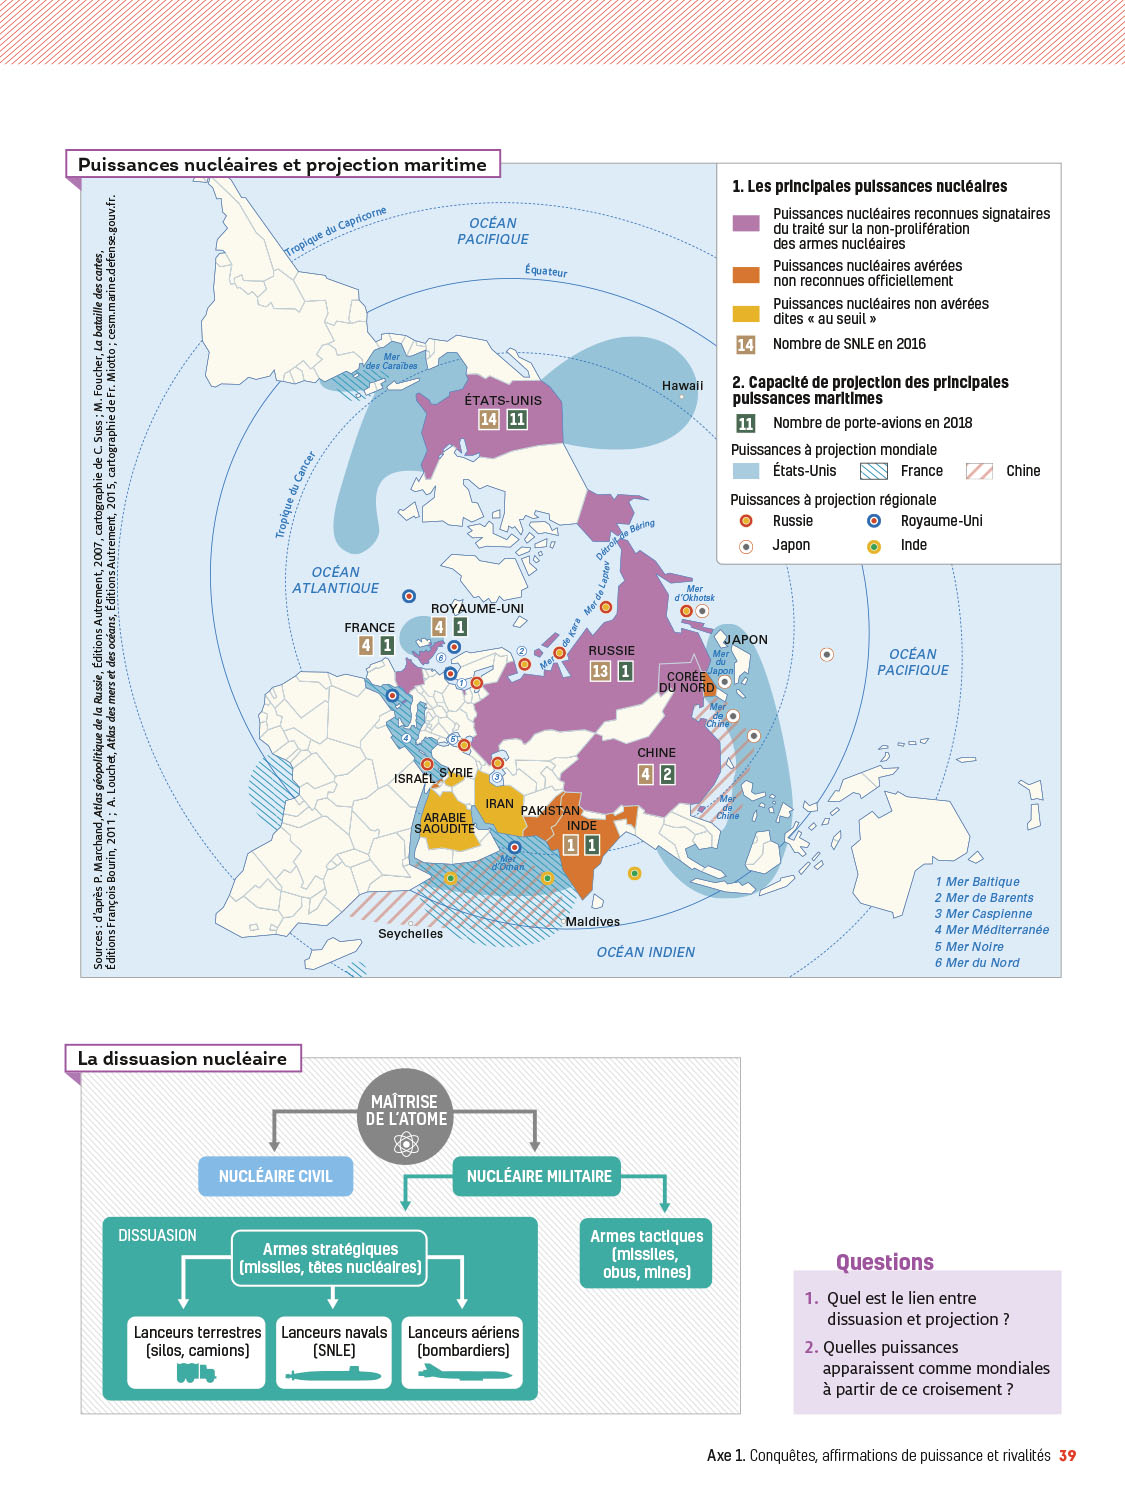 Puissances nucléaires et projection maritime
Sources : d'après P. Marchand, Atlas géopolitique de la Russie, Éditions Autrement, 2007, cartographie de C. Suss ; M. Foucher, La bataille des cartes,
Éditions François Bourin, 2011 ; A. Louchet, Atlas des mers et des océans, Éditions Autrement, 2015, cartographie de Fr. Miotto ; cesm.marine.defense.gouv.fr.
1. Les principales puissances nucléaires
Puissances nucléaires reconnues signataires
du traité sur la non-prolifération
des armes nucléaires
Puissances nucléaires avérées
non reconnues officiellement
Puissances nucléaires non avérées
dites « au seuil »
14 Nombre de SNLE en 2016
2. Capacité de projection des principales
puissances maritimes
11 Nombre de porte-avions en 2018
Puissances à projection mondiale
États-Unis
France
Chine
Puissances à projection régionale
Russie
Royaume-Uni
Japon
Inde
Tropique du Capricorne
OCÉAN
PACIFIQUE
Équateur
Mer
des Caraïbes
Hawaii
ÉTATS-UNIS
14 11
Tropique du Cancer
Détroit de Béring
OCÉAN
ATLANTIQUE
Mer de Laptev
Mer
d'Okhotsk
ROYAUME-UNI
4 1
FRANCE
4 1
Mer de Kara
RUSSIE
13 1
JAPON
Mer
du
Japon
OCÉAN
PACIFIQUE
CORÉE
DU NORD
6
2
1
Mer
de
Chine
4
5
3
CHINE
4 2
ISRAËL
SYRIE
IRAN
PAKISTAN
ARABIE
SAOUDITE
INDE
1 1
Mer
de
Chine
Mer
d'Oman
Maldives
Seychelles
OCÉAN INDIEN
1 Mer Baltique
2 Mer de Barents
3 Mer Caspienne
4 Mer Méditerranée
5 Mer Noire
6 Mer du Nord
La dissuasion nucléaire
MAÎTRISE
DE L'ATOME
NUCLÉAIRE CIVIL
NUCLÉAIRE MILITAIRE
DISSUASION
Armes stratégiques
(missiles, têtes nucléaires)
Armes tactiques
(missiles,
obus, mines)
Lanceurs terrestres
(silos, camions)
Lanceurs navals
(SNLE)
Lanceurs aériens
(bombardiers)
Questions
1. Quel est le lien entre
dissuasion et projection ?
2. Quelles puissances
apparaissent comme mondiales
à partir de ce croisement ?
Axe 1. Conquêtes, affirmations de puissance et rivalités 39